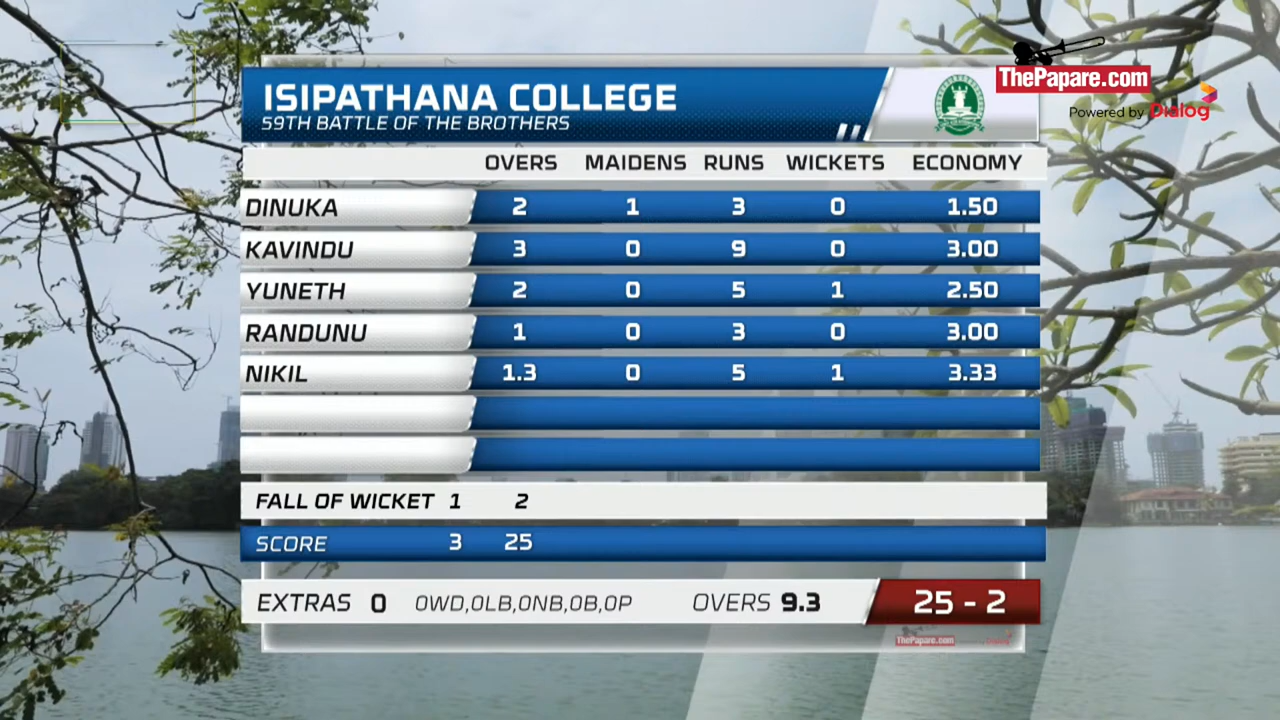 ThePapare.com
Powered by Dialog
ISIPATHANA COLLEGE
59TH BATTLE OF THE BROTHERS
OVERS MAIDENS RUNS WICKETS ECONOMY
DINUKA 2 1 3 0 1.50
KAVINDU 3 0 9 0 3.00
YUNETH 2 0 5 1 2.50
RANDUNU 1 0 3 0 3.00
NIKIL 1.3 0 5 1 3.33
FALL OF WICKET 1 2
SCORE 3 25
EXTRAS 0 0WD,0LB,0NB,0B,0P OVERS 9.3 25 - 2
ThePapare.com